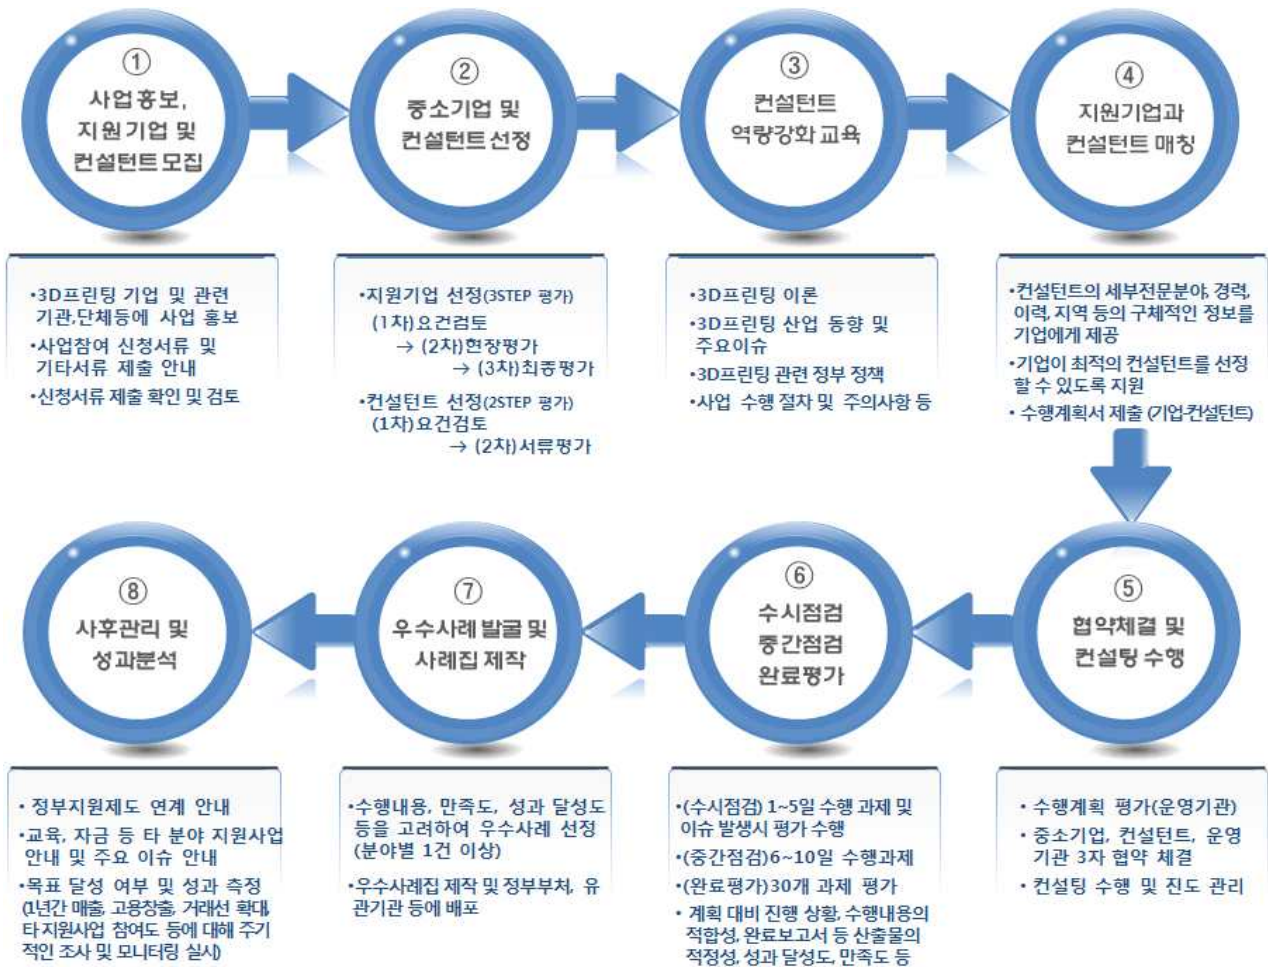 ①
사업홍보,
지원기업 및
컨설턴트모집
②
중소기업 및
컨설턴트선정
③
컨설턴트
역량강화교육
④
지원기업과
컨설턴트 매칭
•3D프린팅 기업 및 관련
기관,단체등에 사업 홍보
•사업참여 신청서류 및
기타서류 제출 안내
•신청서류 제출 확인 및 검토
•지원기업 선정(3STEP 평가)
(1차)요건검토
→ (2차)현장평가
→ (3차)최종평가
•컨설턴트 선정(2STEP 평가)
(1차)요건검토
→ (2차)서류평가
•3D프린팅 이론
•3D프린팅 산업 동향 및
주요이슈
•3D프린팅 관련 정부 정책
•사업 수행 절차 및 주의사항 등
•컨설턴트의 세부전문분야, 경력,
이력, 지역 등의 구체적인 정보를
기업에게 제공
•기업이 최적의 컨설턴트를 선정
할 수 있도록 지원
• 수행계획서 제출 (기업-컨설턴트)
⑧
사후관리 및
성과분석
⑦
우수사례 발굴 및
사례집 제작
⑥
수시점검
중간점검
완료평가
⑤
협약체결 및
컨설팅 수행
• 정부지원제도 연계 안내
•교육, 자금 등 타 분야 지원사업
안내 및 주요 이슈 안내
•목표 달성 여부 및 성과 측정
(1년간 매출, 고용창출, 거래선 확대,
타 지원사업 참여도 등에 대해 주기
적인 조사 및 모니터링 실시)
•수행내용, 만족도, 성과 달성도
등을 고려하여 우수사례 선정
(분야별 1건 이상)
•우수사례집 제작 및 정부부처, 유
관기관 등에 배포
•(수시점검) 1~5일 수행 과제 및
이슈 발생시 평가 수행
•(중간점검)6~10일 수행과제
•(완료평가)30개 과제 평가
• 계획 대비 진행 상황, 수행내용의
적합성, 완료보고서 등 산출물의
적정성, 성과 달성도, 만족도 등
• 수행계획 평가(운영기관)
• 중소기업, 컨설턴트, 운영
기관 3자 협약 체결
• 컨설팅 수행 및 진도 관리